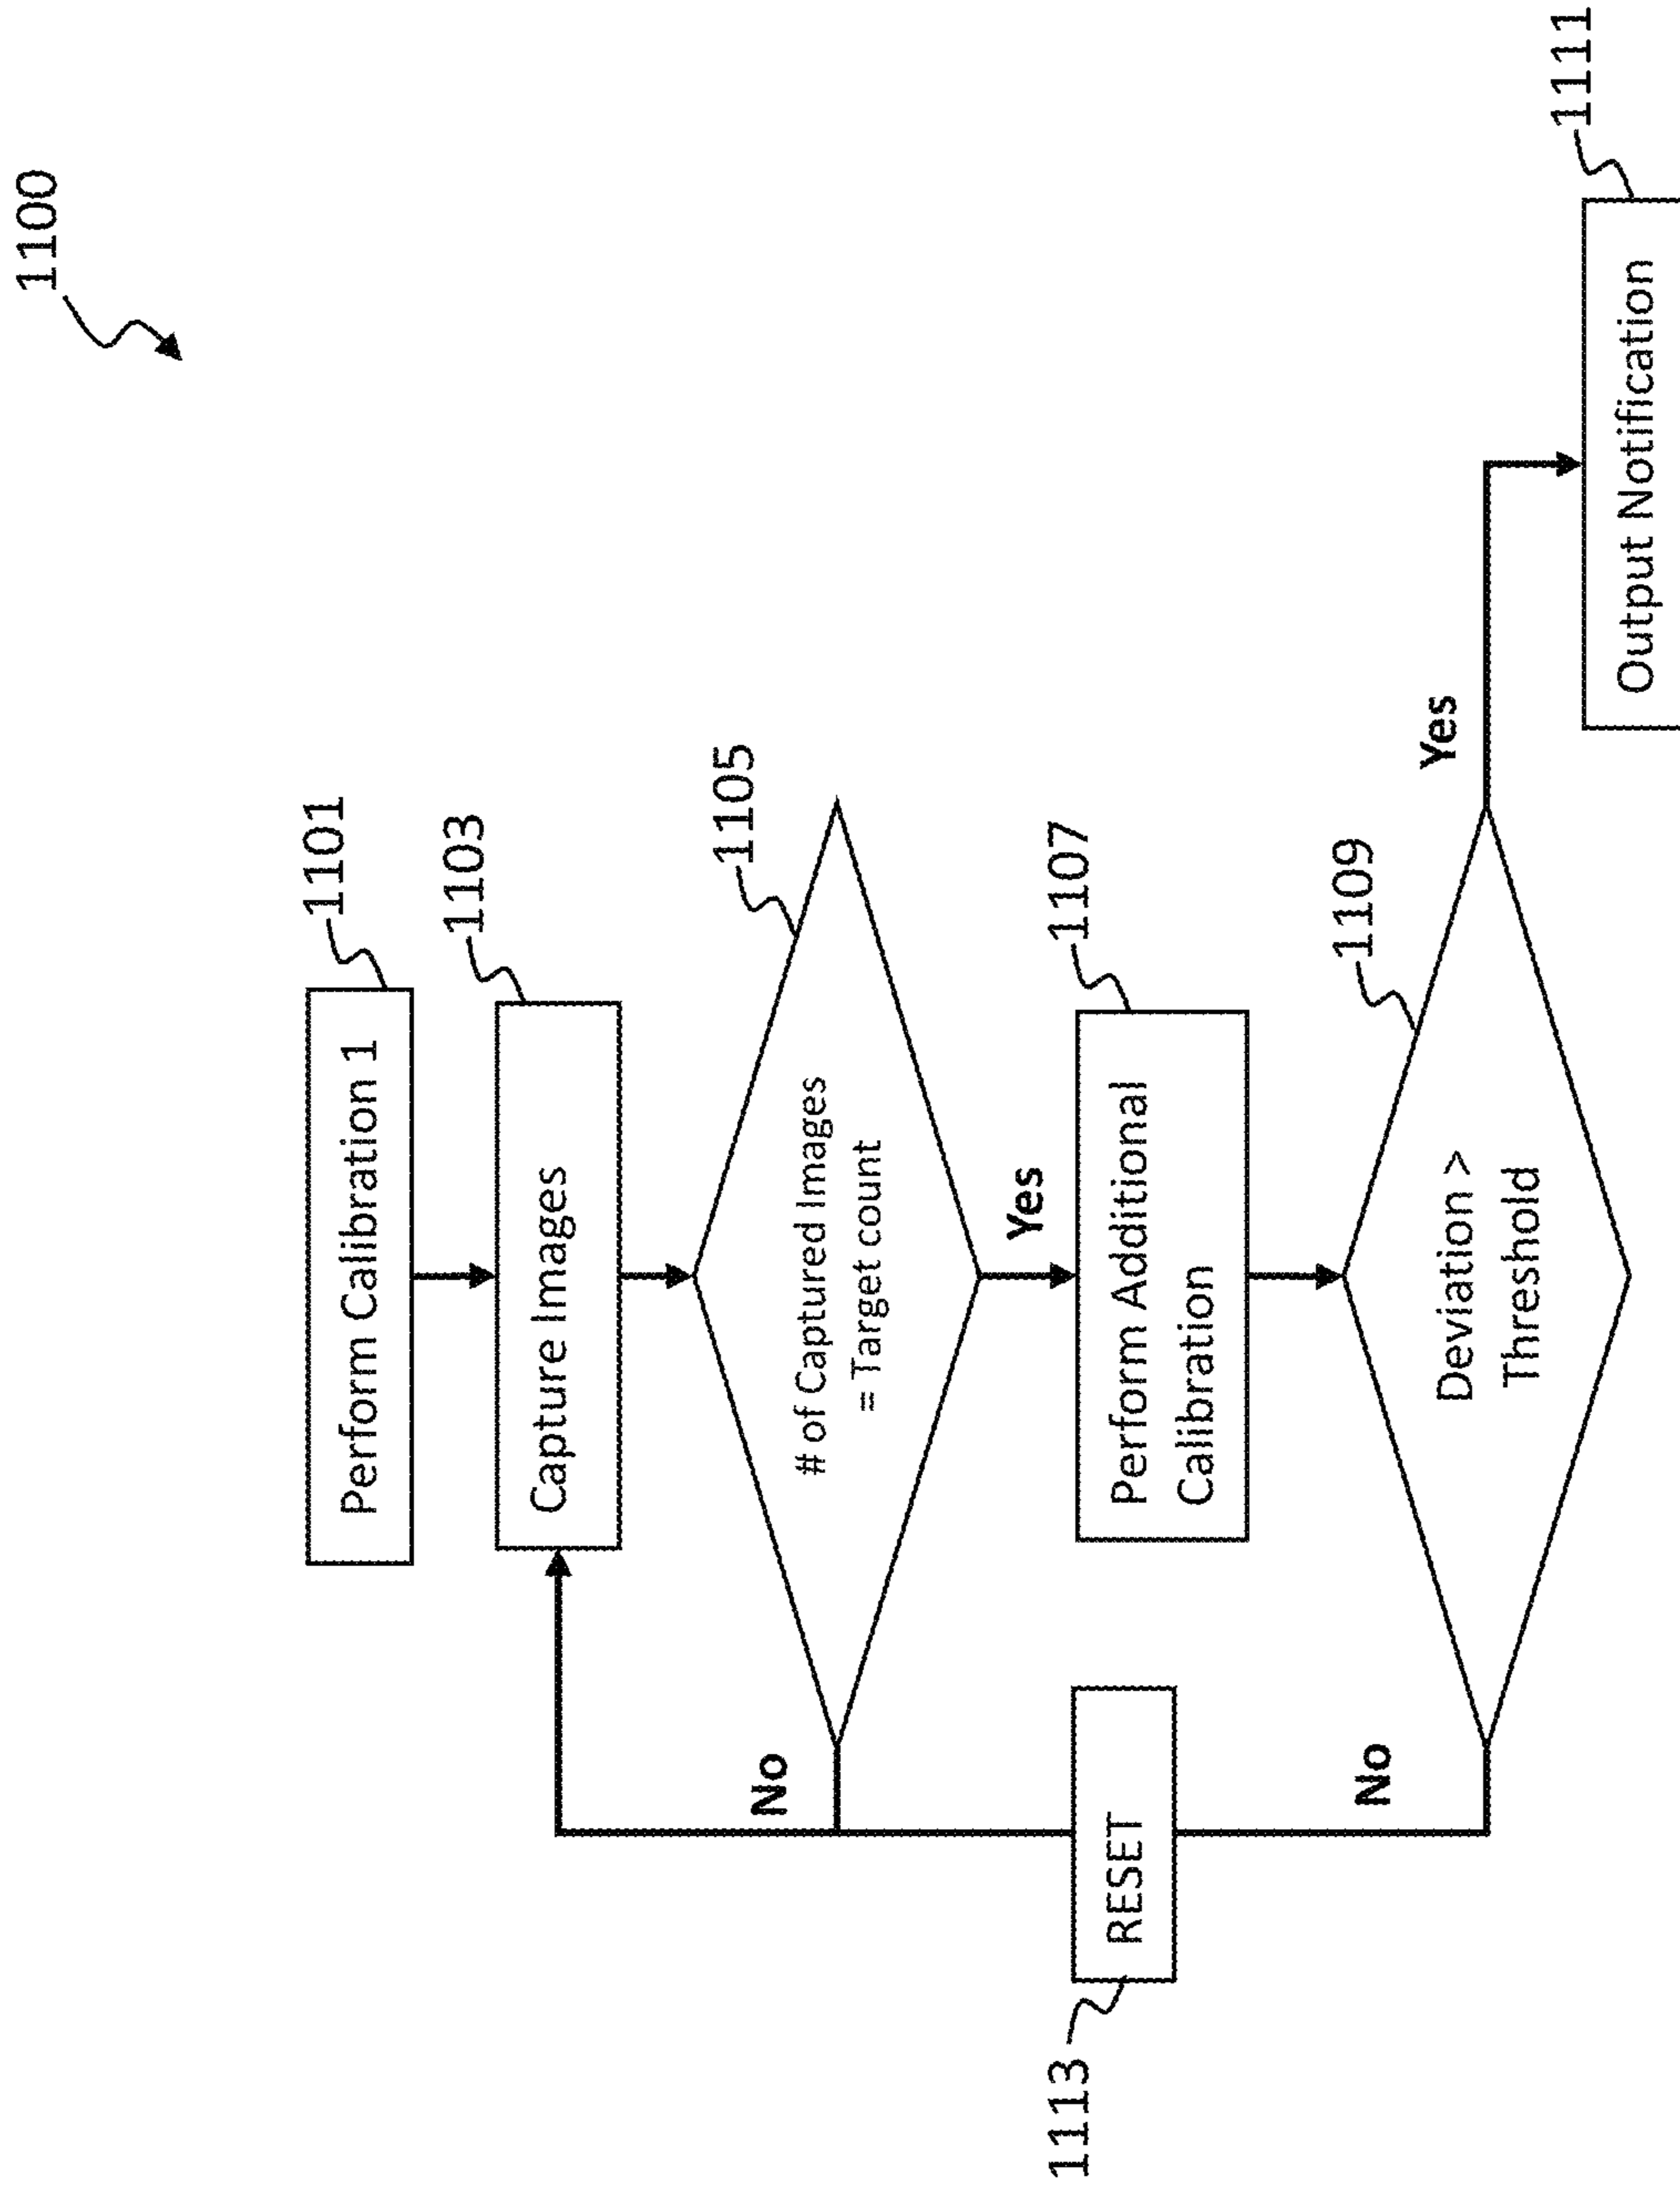 1100
1101
Perform Calibration 1
1103
Capture Images
1105
# of Captured Images
= Target count
No
Yes
1107
Perform Additional
Calibration
1113
RESET
1109
Deviation >
Threshold
No
Yes
1111
Output Notification